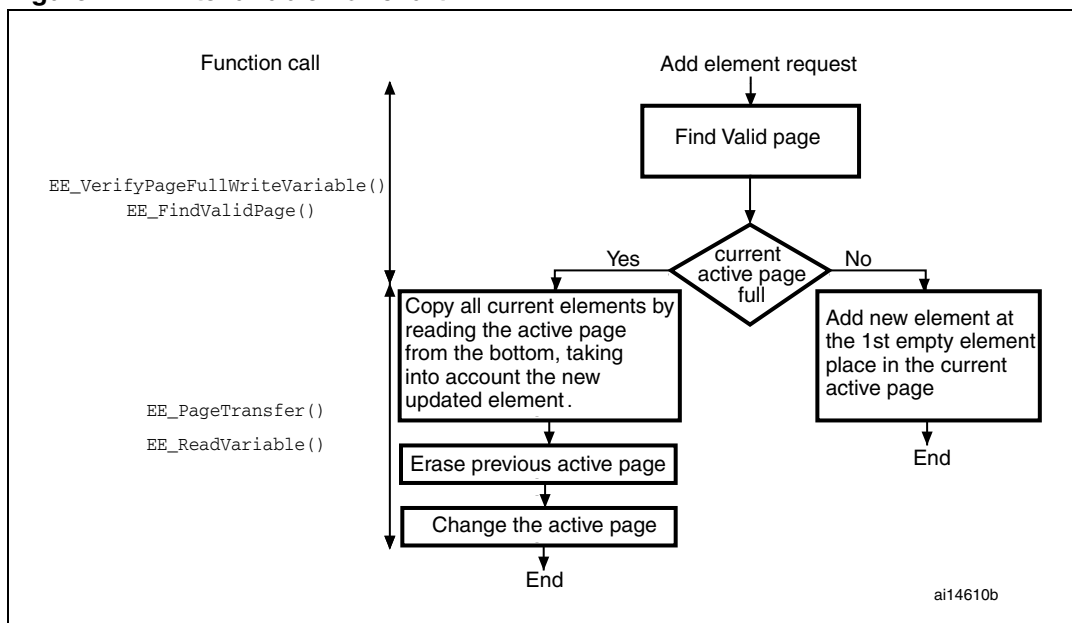 Function call
Add element request
Find Valid page
EE_VerifyPageFullWriteVariable()
EE_FindValidPage()
current
active page
full
Yes
No
Copy all current elements by
reading the active page
from the bottom, taking
into account the new
updated element.
Add new element at
the 1st empty element
place in the current
active page
EE_PageTransfer()
EE_ReadVariable()
End
Erase previous active page
Change the active page
End
ai14610b